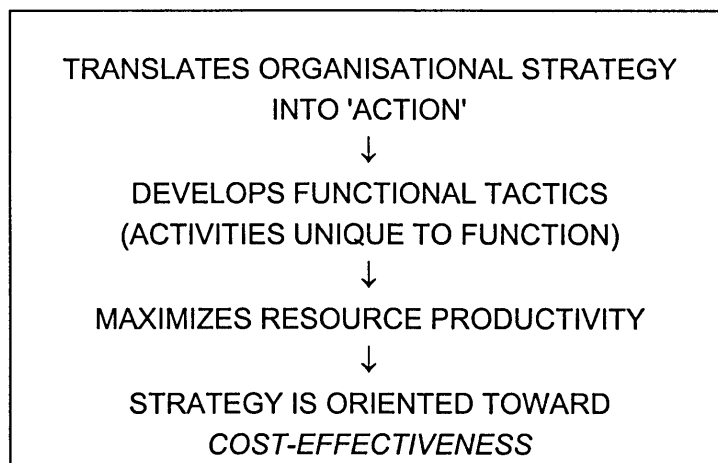 TRANSLATES ORGANISATIONAL STRATEGY
INTO 'ACTION'
↓
DEVELOPS FUNCTIONAL TACTICS
(ACTIVITIES UNIQUE TO FUNCTION)
↓
MAXIMIZES RESOURCE PRODUCTIVITY
↓
STRATEGY IS ORIENTED TOWARD
COST-EFFECTIVENESS